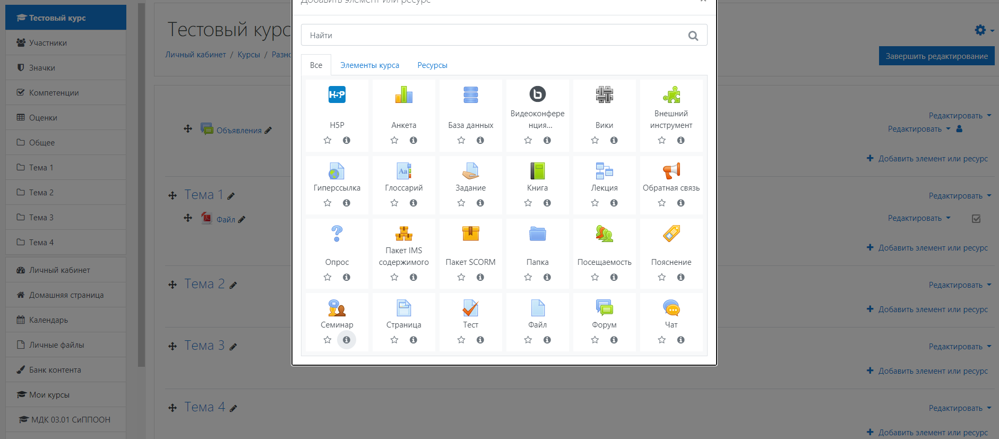 Тестовый курс
Участники
Значки
Компетенции
Оценки
Общее
Тема 1
Тема 2
Тема 3
Тема 4
Личный кабинет
Домашняя страница
Календарь
Личные файлы
Банк контента
Мои курсы
МДК 03.01 СиППООН
Тестовый курс
Личный кабинет / Курсы / Разно
Завершить редактирование
Объявления
Редактировать
Редактировать
Добавить элемент или ресурс
Тема 1
Редактировать
Файл
Редактировать
Добавить элемент или ресурс
Тема 2
Редактировать
Добавить элемент или ресурс
Тема 3
Редактировать
Добавить элемент или ресурс
Тема 4
Редактировать
Добавить элемент или ресурс
Добавить элемент или ресурс
Найти
Все Элементы курса Ресурсы
H5P
H5P
Анкета
База данных
Видеоконфере
нция...
Вики
Внешний
инструмент
Гиперссылка
Aa
Глоссарий
Задание
Книга
Лекция
Обратная связь
Опрос
Пакет IMS
содержимого
Пакет SCORM
Папка
Посещаемость
Пояснение
Семинар
Страница
Тест
Файл
Форум
Чат